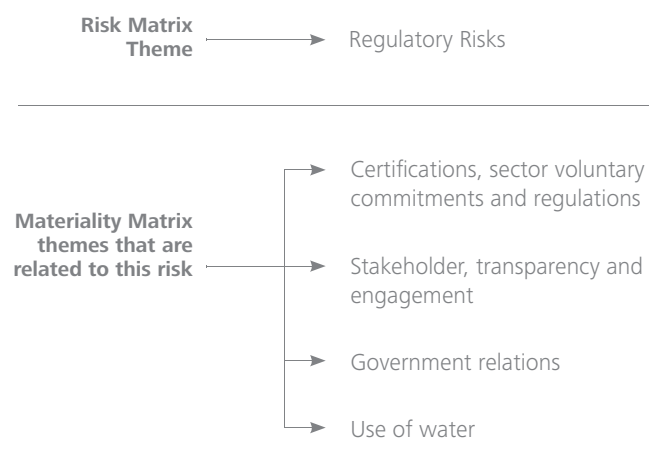 Risk Matrix
Theme
Regulatory Risks
Materiality Matrix
themes that are
related to this risk
Certifications, sector voluntary
commitments and regulations
Stakeholder, transparency and
engagement
Government relations
Use of water